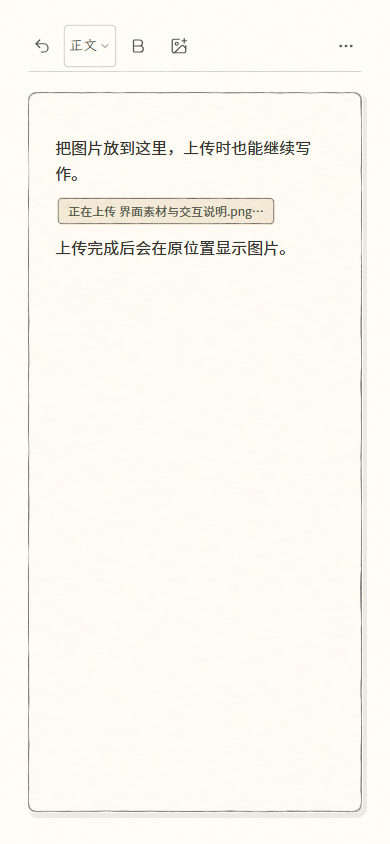 正文
B
把图片放到这里，上传时也能继续写
作。
正在上传 界面素材与交互说明.png…
上传完成后会在原位置显示图片。